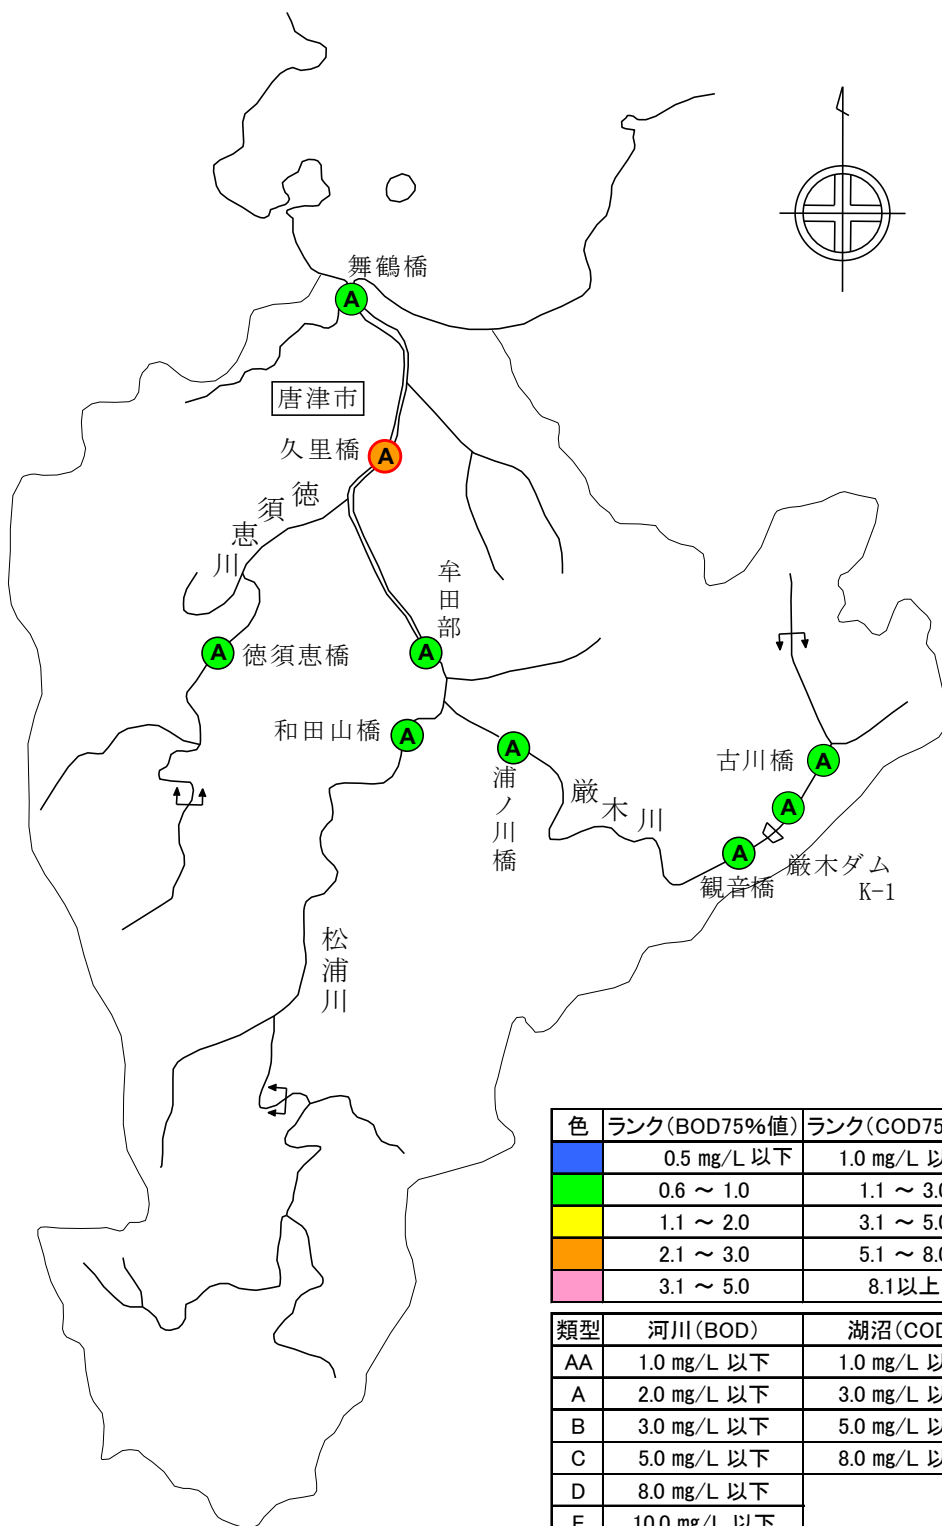 舞鶴橋
A
唐津市
久里橋
A
徳須恵川
牟田部
A
徳須恵橋
A
和田山橋
A
A
浦ノ川橋
厳木川
古川橋
A
A
厳木ダム
K-1
A
観音橋
松浦川
色 ランク(BOD75%値) ランク(COD75
0.5 mg/L 以下 1.0 mg/L 以
0.6 ～ 1.0 1.1 ～ 3.0
1.1 ～ 2.0 3.1 ～ 5.0
2.1 ～ 3.0 5.1 ～ 8.0
3.1 ～ 5.0 8.1以上
類型 河川(BOD) 湖沼(COD
AA 1.0 mg/L 以下 1.0 mg/L 以
A 2.0 mg/L 以下 3.0 mg/L 以
B 3.0 mg/L 以下 5.0 mg/L 以
C 5.0 mg/L 以下 8.0 mg/L 以
D 8.0 mg/L 以下
E 10.0 mg/L 以下